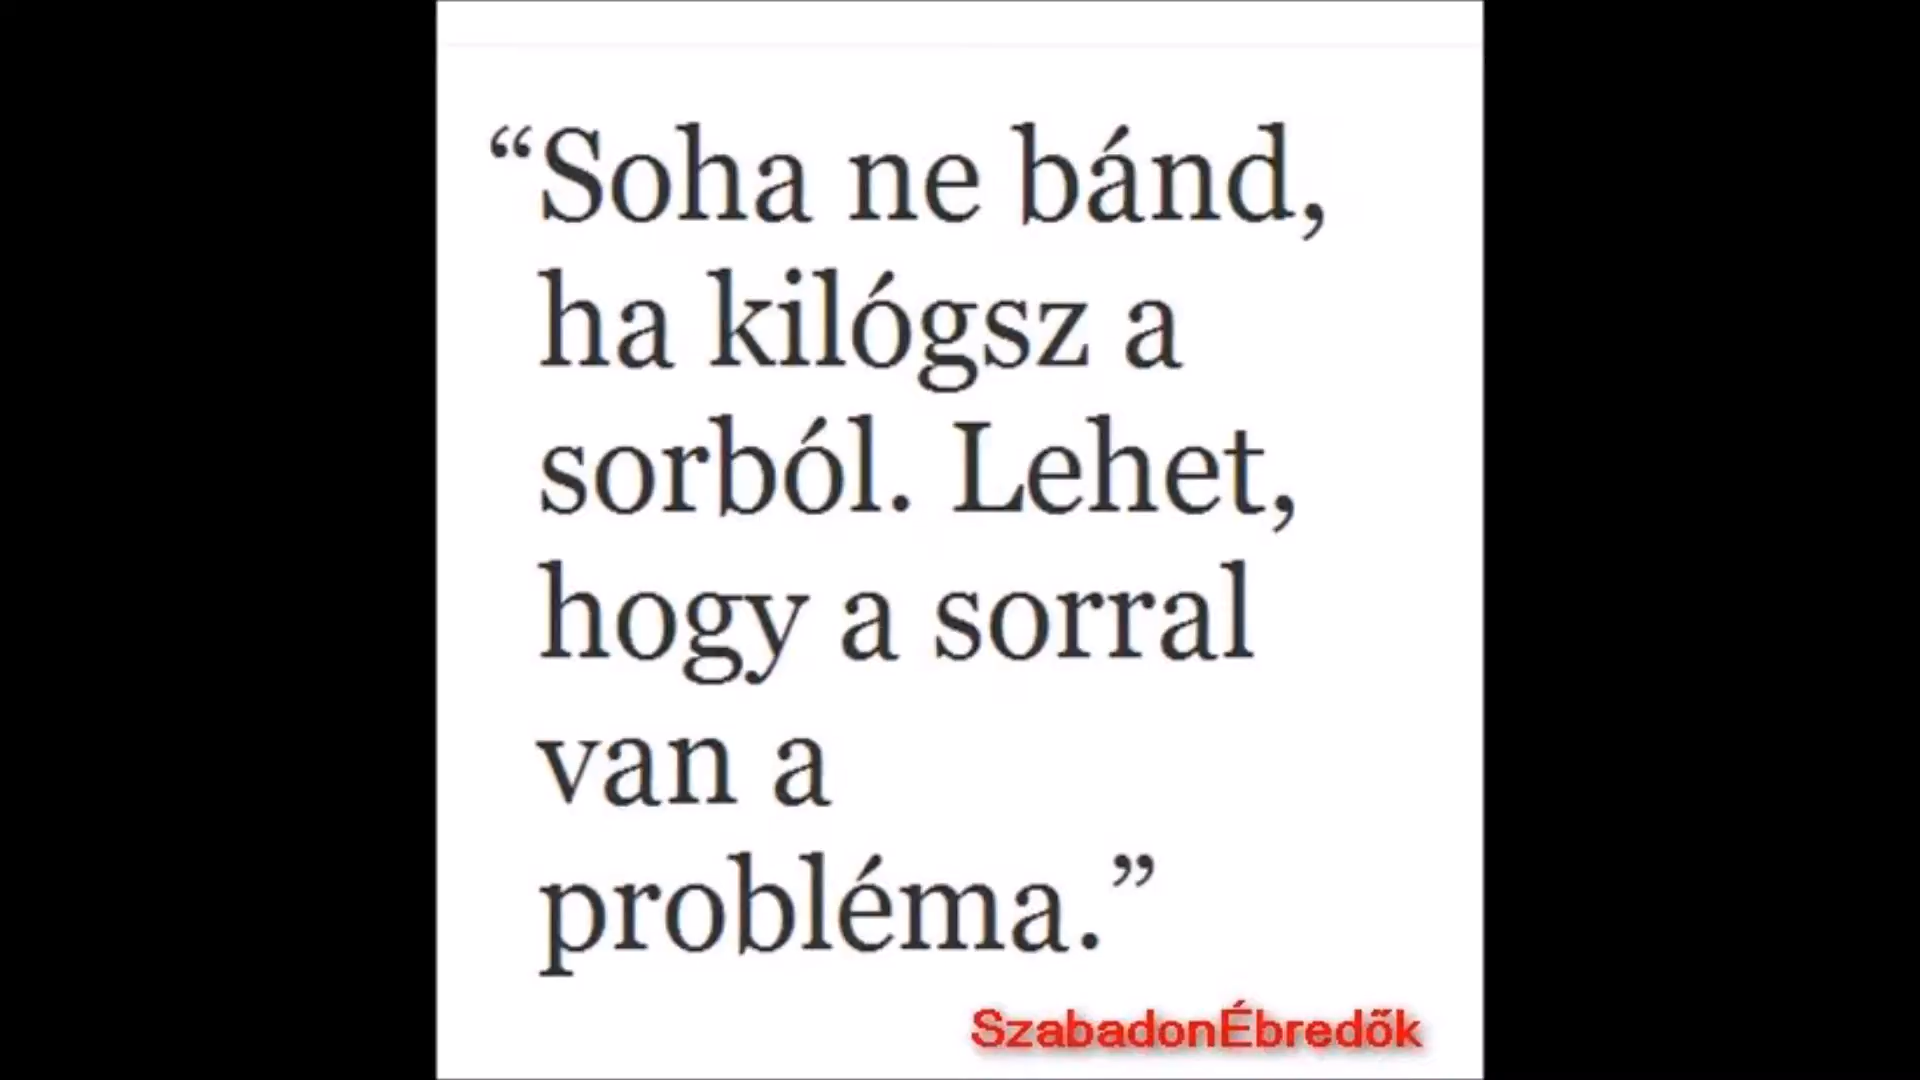 “Soha ne bánd,
ha kilógsz a
sorból. Lehet,
hogy a sorral
van a
probléma.”
SzabadonÉbredők